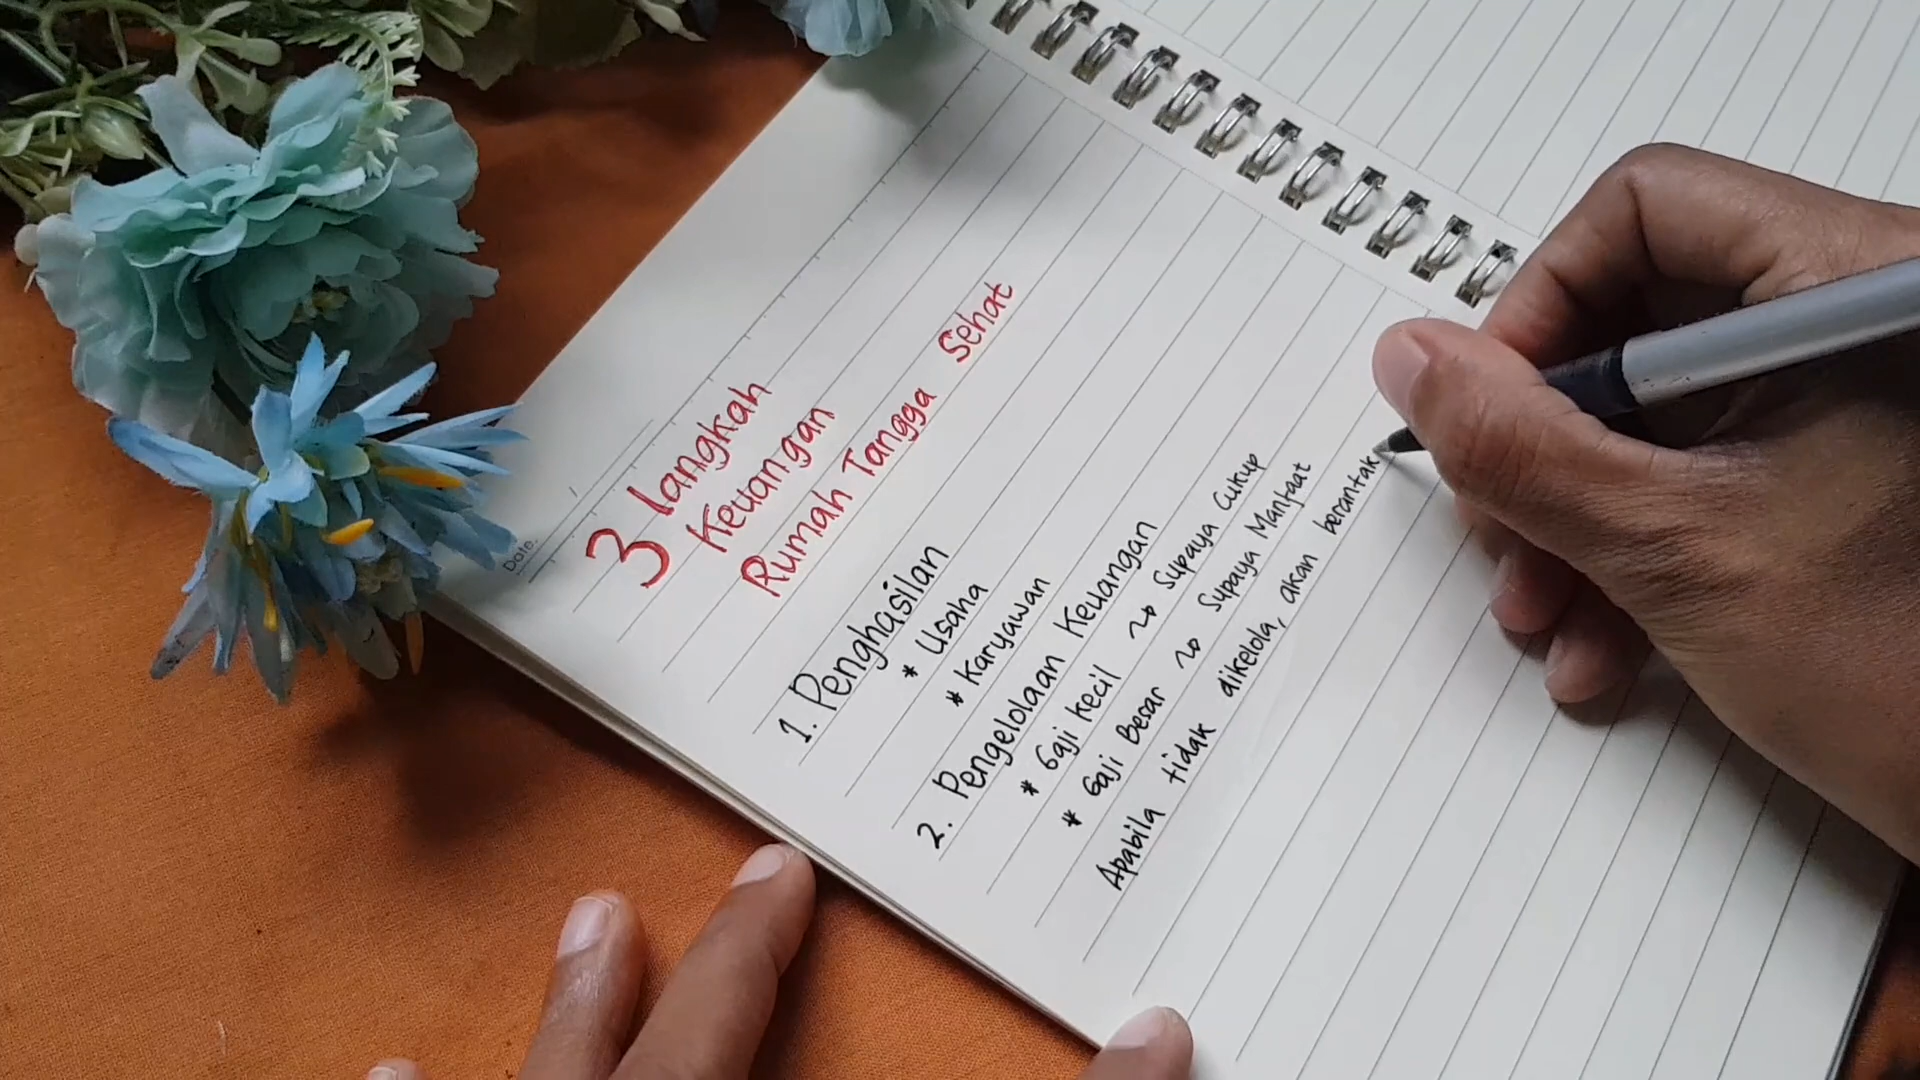 Date.
3 langkah
Keuangan
Rumah Tangga Sehat
1. Penghasilan
* Usaha
* Karyawan
2. Pengelolaan Keuangan
* Gaji kecil ~> Supaya Cukup
* Gaji Besar ~> Supaya Manfaat
Apabila tidak dikelola, akan berantak